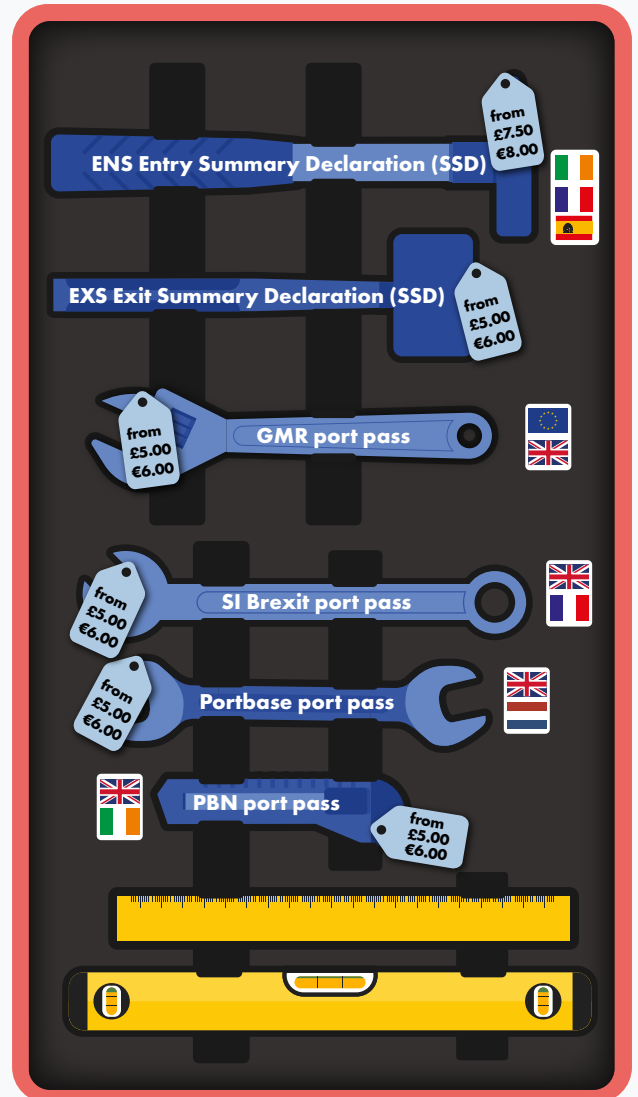 ENS Entry Summary Declaration (SSD)
from
£7.50
€8.00
EXS Exit Summary Declaration (SSD)
from
£5.00
€6.00
from
£5.00
€6.00
GMR port pass
from
£5.00
€6.00
SI Brexit port pass
from
£5.00
€6.00
Portbase port pass
PBN port pass
from
£5.00
€6.00